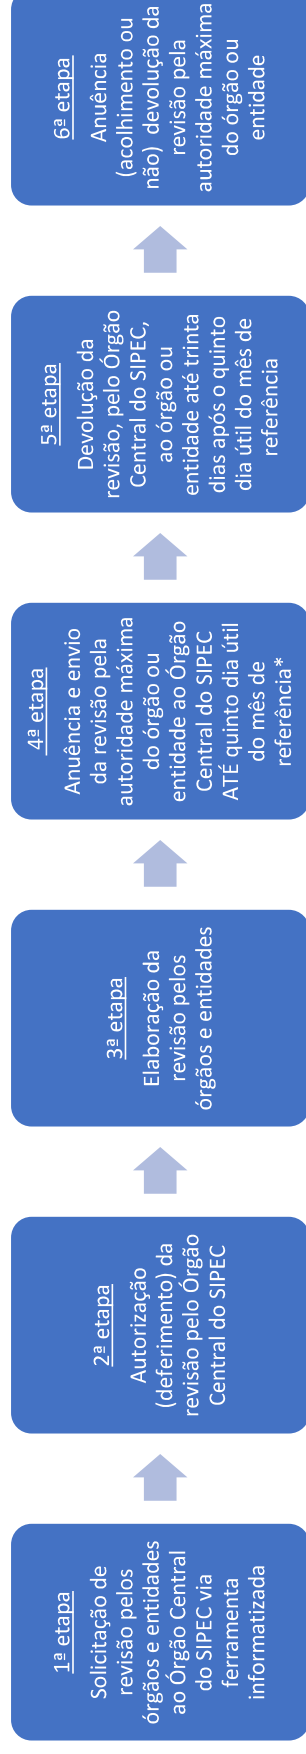 1ª etapa
Solicitação de
revisão pelos
órgãos e entidades
ao Órgão Central
do SIPEC via
ferramenta
informatizada
2ª etapa
Autorização
(deferimento) da
revisão pelo Órgão
Central do SIPEC
3ª etapa
Elaboração da
revisão pelos
órgãos e entidades
4ª etapa
Anuência e envio
da revisão pela
autoridade máxima
do órgão ou
entidade ao Órgão
Central do SIPEC
ATÉ quinto dia útil
do mês de
referência*
5ª etapa
Devolução da
revisão, pelo Órgão
Central do SIPEC,
ao órgão ou
entidade até trinta
dias após o quinto
dia útil do mês de
referência
6ª etapa
Anuência
(acolhimento ou
não) devolução da
revisão pela
autoridade máxima
do órgão ou
entidade